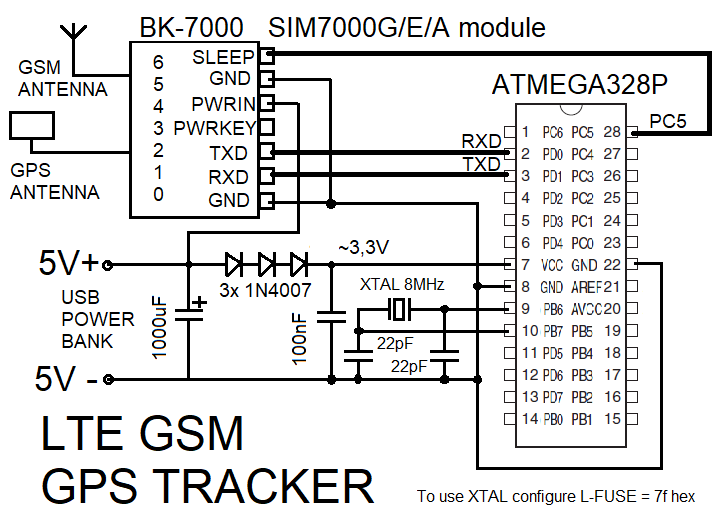 BK-7000 SIM7000G/E/A module
GSM
ANTENNA
GPS
ANTENNA
6 SLEEP
5 GND
4 PWRIN
3 PWRKEY
2 TXD
1 RXD
0 GND
ATMEGA328P
PC5
RXD
TXD
1 PC6 PC5 28
2 PD0 PC4 27
3 PD1 PC3 26
4 PD2 PC2 25
5 PD3 PC1 24
6 PD4 PC0 23
7 VCC GND 22
8 GND AREF 21
9 PB6 AVCC 20
10 PB7 PB5 19
11 PD5 PB4 18
12 PD6 PB3 17
13 PD7 PB2 16
14 PB0 PB1 15
5V+
USB
POWER
BANK
5V -
1000uF
+
3x 1N4007
~3,3V
100nF
XTAL 8MHz
22pF
22pF
LTE GSM
GPS TRACKER
To use XTAL configure L-FUSE = 7f hex